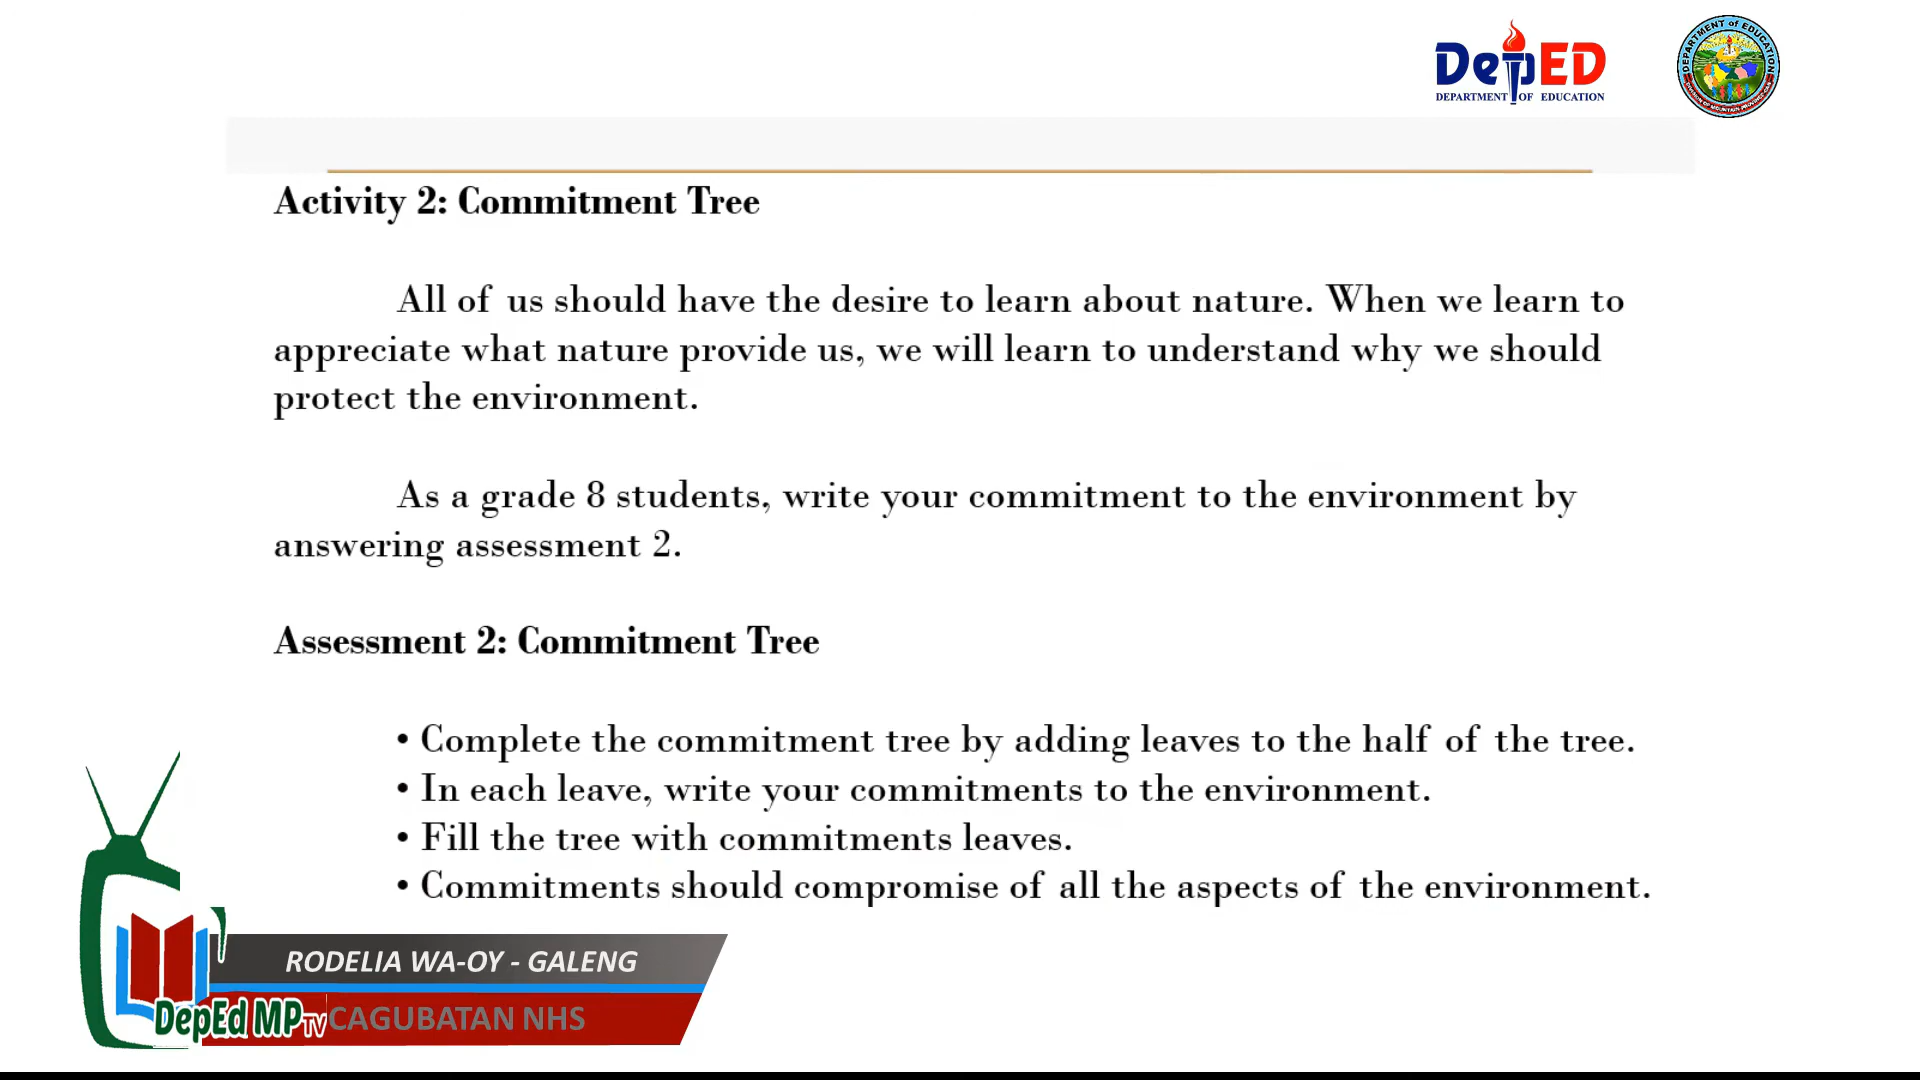 DepED
DEPARTMENT OF EDUCATION
DEPARTMENT of EDUCATION
Activity 2: Commitment Tree
All of us should have the desire to learn about nature. When we learn to
appreciate what nature provide us, we will learn to understand why we should
protect the environment.
As a grade 8 students, write your commitment to the environment by
answering assessment 2.
Assessment 2: Commitment Tree
• Complete the commitment tree by adding leaves to the half of the tree.
• In each leave, write your commitments to the environment.
• Fill the tree with commitments leaves.
• Commitments should compromise of all the aspects of the environment.
RODELIA WA-OY - GALENG
DepEd MP TV
CAGUBATAN NHS